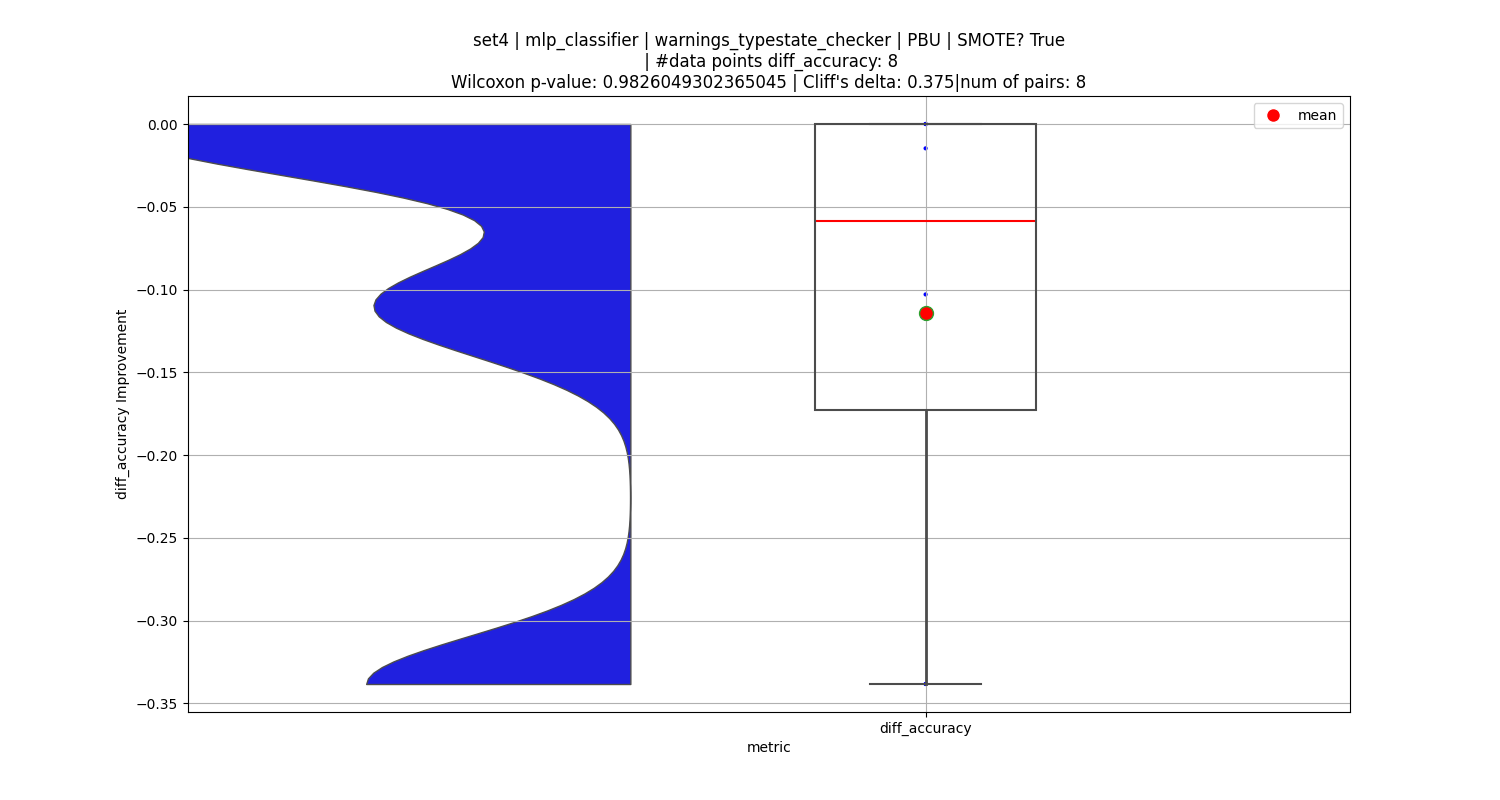 set4 | mlp_classifier | warnings_typestate_checker | PBU | SMOTE? True
| #data points diff_accuracy: 8
Wilcoxon p-value: 0.9826049302365045 | Cliff's delta: 0.375|num of pairs: 8
mean
0.00
−0.05
−0.10
−0.15
−0.20
−0.25
−0.30
−0.35
diff_accuracy Improvement
diff_accuracy
metric